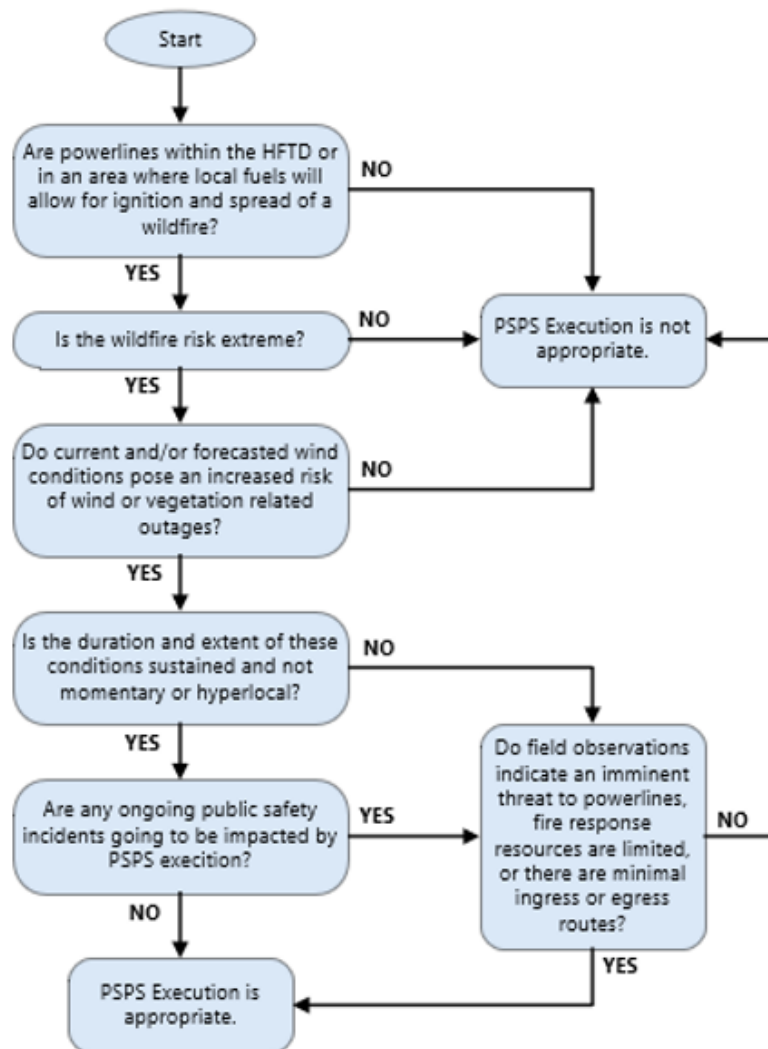 Start
Are powerlines within the HFTD or
in an area where local fuels will
allow for ignition and spread of a
wildfire?
NO
YES
Is the wildfire risk extreme?
NO
PSPS Execution is not
appropriate.
YES
Do current and/or forecasted wind
conditions pose an increased risk
of wind or vegetation related
outages?
NO
YES
Is the duration and extent of these
conditions sustained and not
momentary or hyperlocal?
NO
YES
Do field observations
indicate an imminent
threat to powerlines,
fire response
resources are limited,
or there are minimal
ingress or egress
routes?
NO
Are any ongoing public safety
incidents going to be impacted by
PSPS execition?
YES
NO
YES
PSPS Execution is
appropriate.